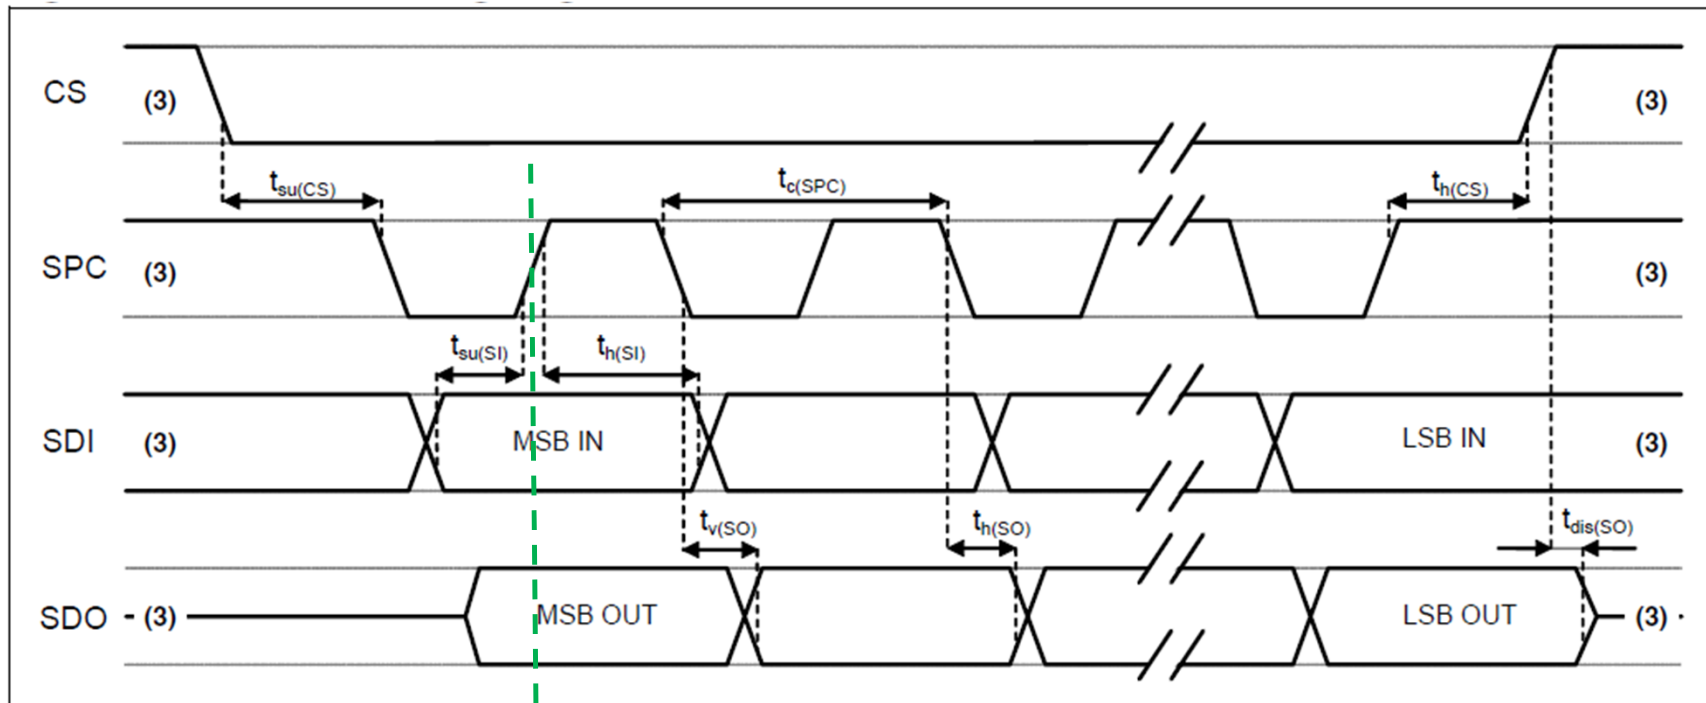 CS (3) (3)
tsu(CS) tc(SPC) th(CS)
SPC (3) (3)
tsu(SI) th(SI)
SDI (3) MSB IN LSB IN (3)
tv(SO) th(SO) tdis(SO)
SDO (3) MSB OUT LSB OUT (3)